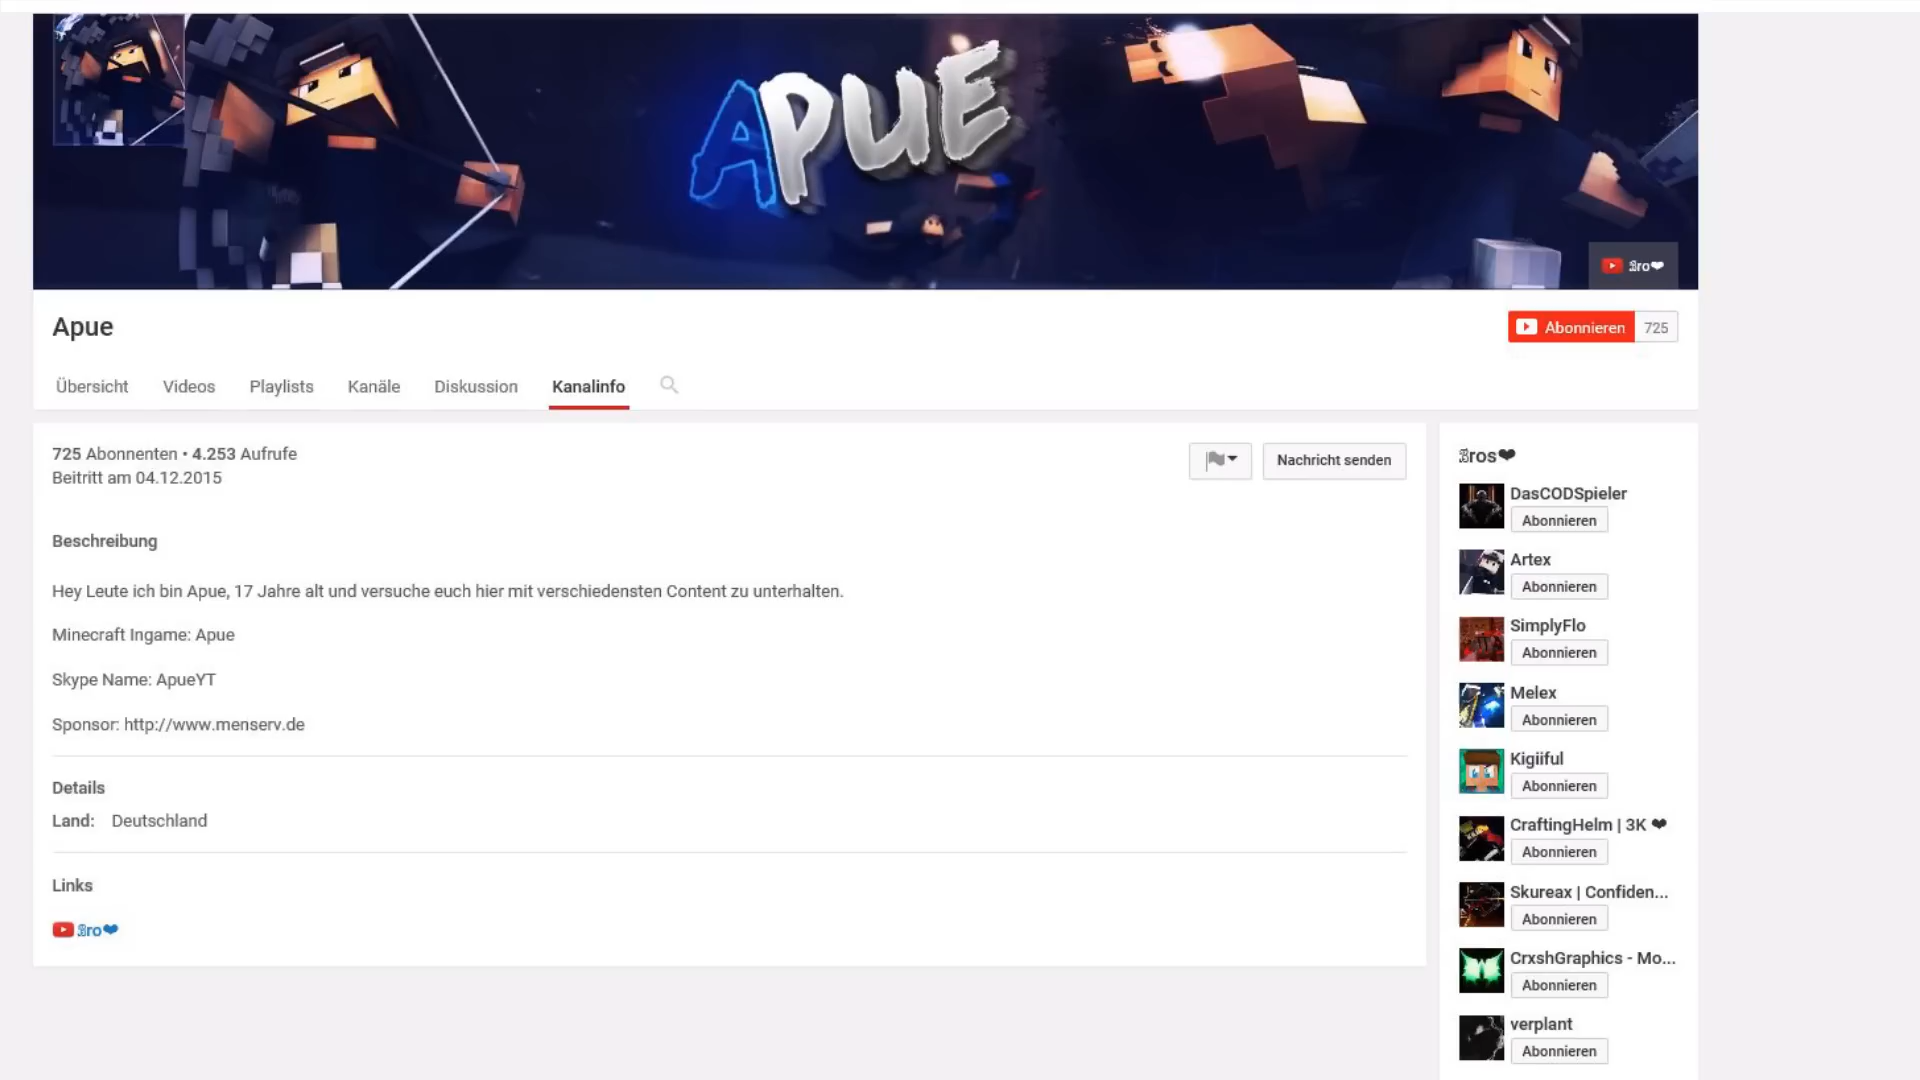 APUE
𝔅ro❤
Apue
Abonnieren 725
Übersicht Videos Playlists Kanäle Diskussion Kanalinfo
725 Abonnenten • 4.253 Aufrufe
Beitritt am 04.12.2015
Nachricht senden
Beschreibung
Hey Leute ich bin Apue, 17 Jahre alt und versuche euch hier mit verschiedensten Content zu unterhalten.
Minecraft Ingame: Apue
Skype Name: ApueYT
Sponsor: http://www.menserv.de
Details
Land: Deutschland
Links
𝔅ro❤
𝔅ros❤
DasCODSpieler
Abonnieren
Artex
Abonnieren
SimplyFlo
Abonnieren
Melex
Abonnieren
Kigiiful
Abonnieren
CraftingHelm | 3K ❤
Abonnieren
Skureax | Confiden...
Abonnieren
CrxshGraphics - Mo...
Abonnieren
verplant
Abonnieren